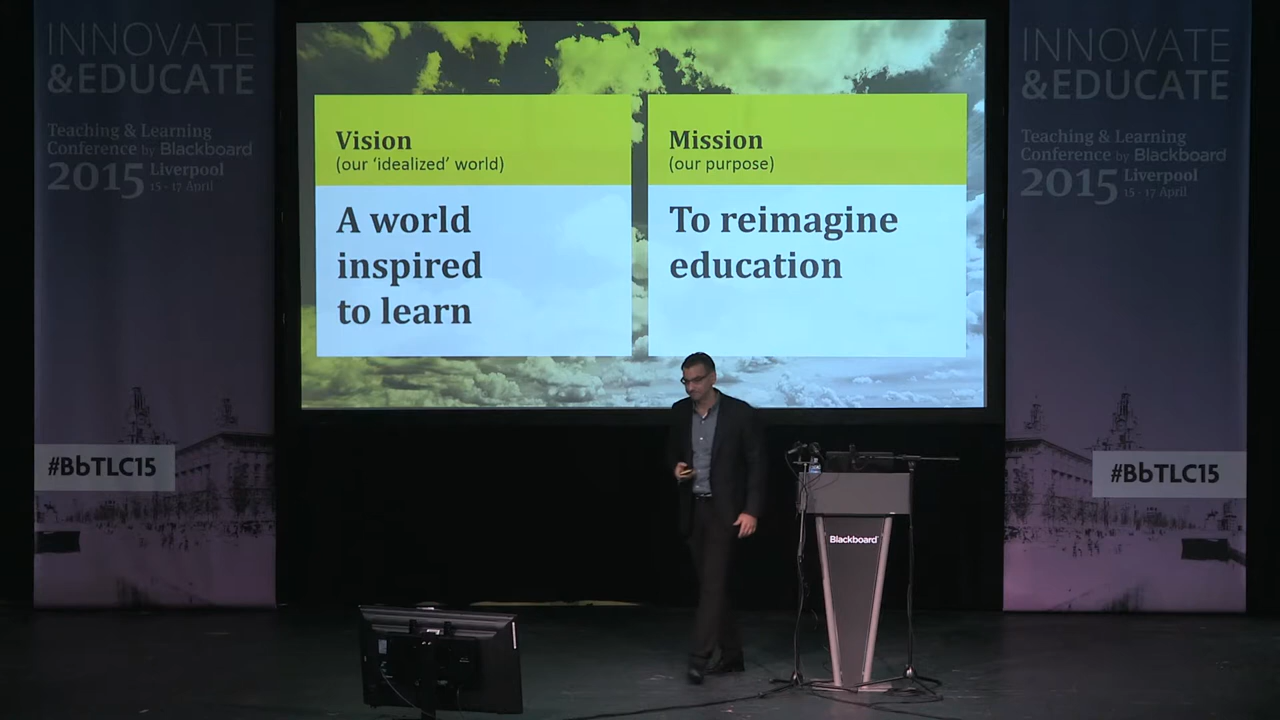 INNOVATE
&EDUCATE
Teaching & Learning
Conference by Blackboard
2015 Liverpool
15 - 17 April
#BbTLC15
Vision
(our ‘idealized’ world)
A world
inspired
to learn
Mission
(our purpose)
To reimagine
education
Blackboard
INNOVATE
&EDUCATE
Teaching & Learning
Conference by Blackboard
2015 Liverpool
15 - 17 April
#BbTLC15